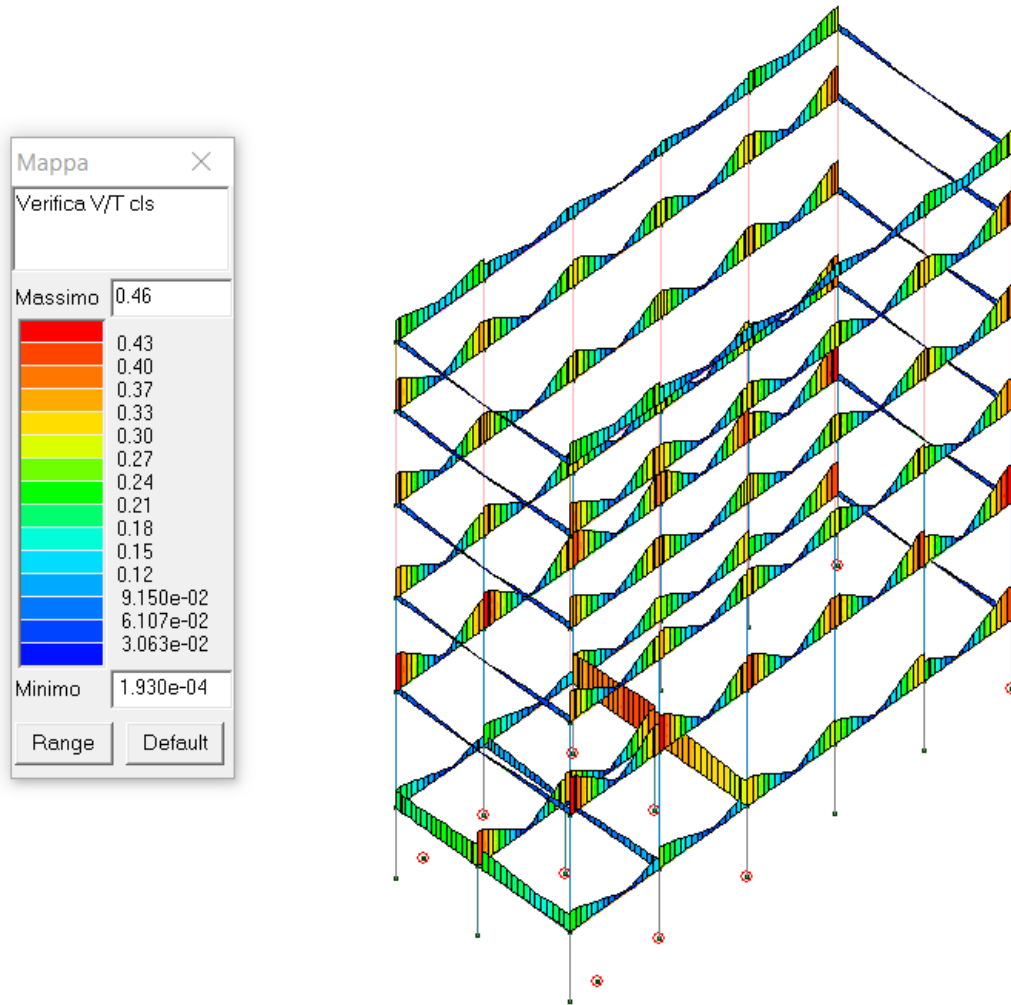 Mappa
Verifica V/T cls
Massimo 0.46
0.43
0.40
0.37
0.33
0.30
0.27
0.24
0.21
0.18
0.15
0.12
9.150e-02
6.107e-02
3.063e-02
Minimo 1.930e-04
Range Default